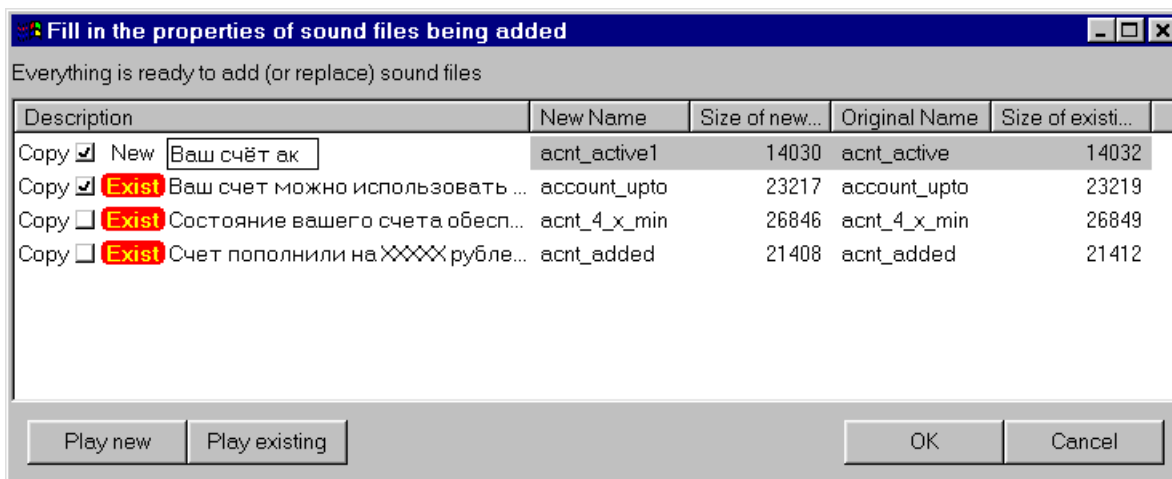 Fill in the properties of sound files being added
Everything is ready to add (or replace) sound files
Description New Name Size of new... Original Name Size of existi...
Copy New Ваш счёт ак acnt_active1 14030 acnt_active 14032
Copy Exist Ваш счет можно использовать ... account_upto 23217 account_upto 23219
Copy Exist Состояние вашего счета обесп... acnt_4_x_min 26846 acnt_4_x_min 26849
Copy Exist Счет пополнили на XXXXX рубле... acnt_added 21408 acnt_added 21412
Play new Play existing OK Cancel